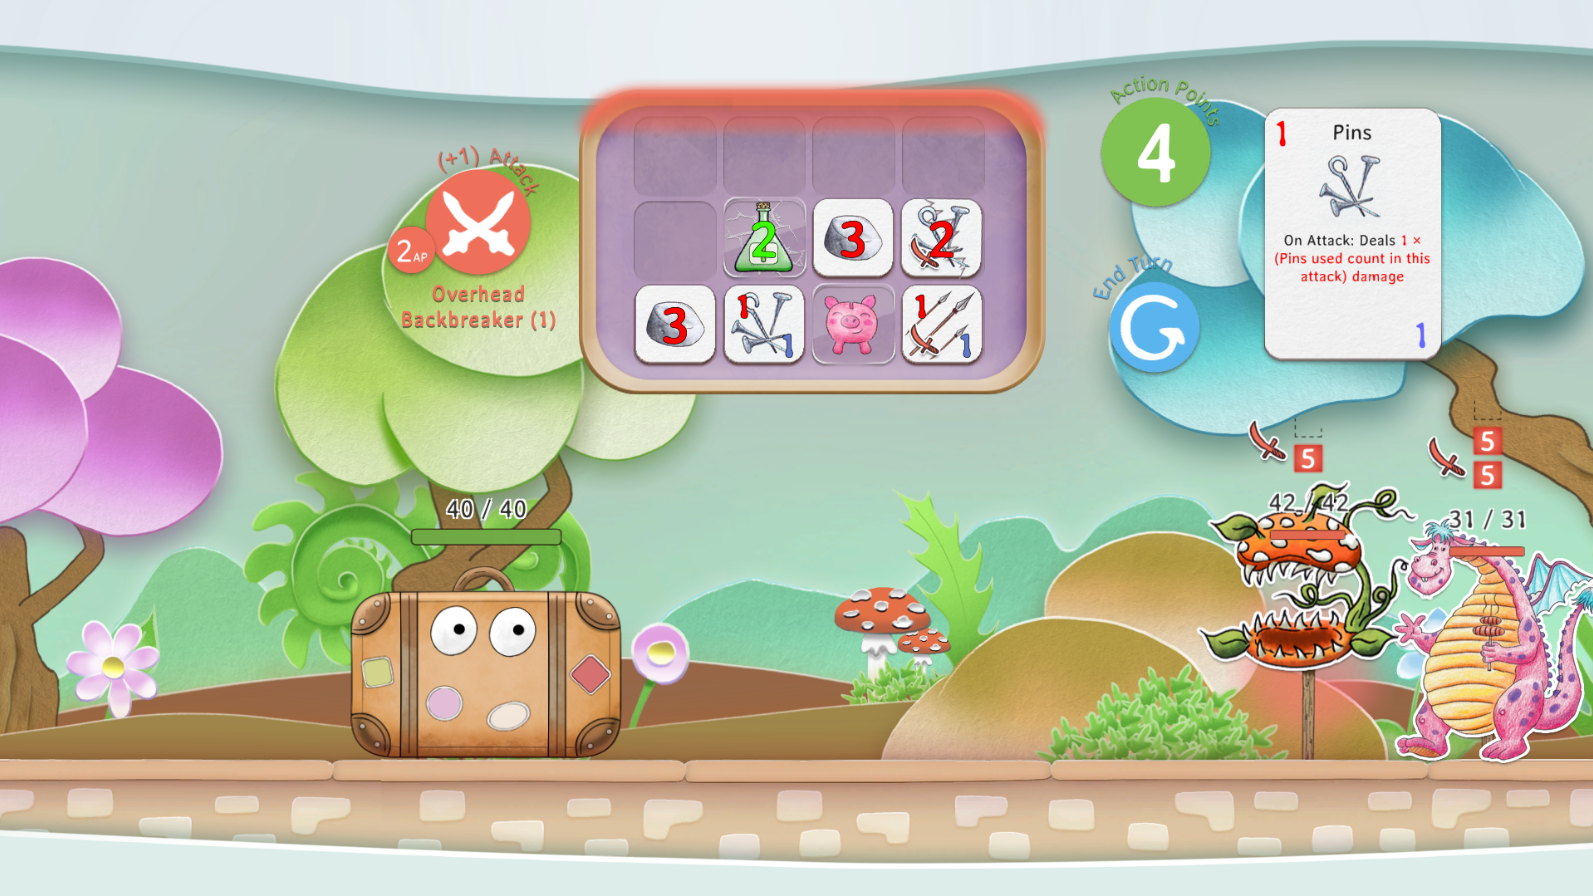 Action Points
4
1
Pins
On Attack: Deals 1 ×
(Pins used count in this
attack) damage
1
(+1) Attack
2AP
Overhead
Backbreaker (1)
2
3
2
3
1
1
1
1
End Turn
5
5
5
40 / 40
42 / 42
31 / 31